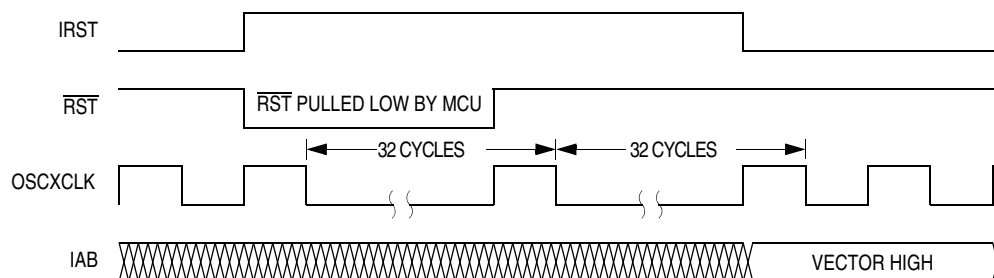 IRST
RST
RST PULLED LOW BY MCU
32 CYCLES
32 CYCLES
OSCXCLK
IAB
VECTOR HIGH